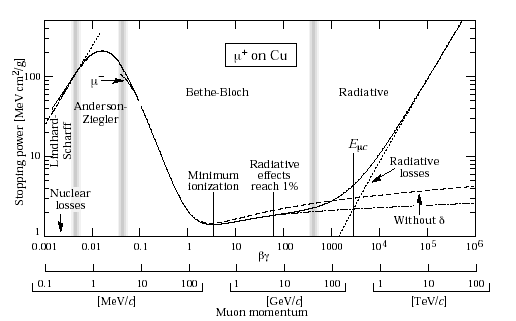 Stopping power [MeV cm²/g]
100
10
1
μ⁺ on Cu
μ⁻
Bethe-Bloch
Radiative
Anderson-
Ziegler
Lindhard-
Scharff
Eμc
Radiative
losses
Radiative
effects
reach 1%
Minimum
ionization
Nuclear
losses
Without δ
0.001 0.01 0.1 1 10 100 1000 10⁴ 10⁵ 10⁶
βγ
0.1 1 10 100 1 10 100 1 10 100
[MeV/c] [GeV/c] [TeV/c]
Muon momentum